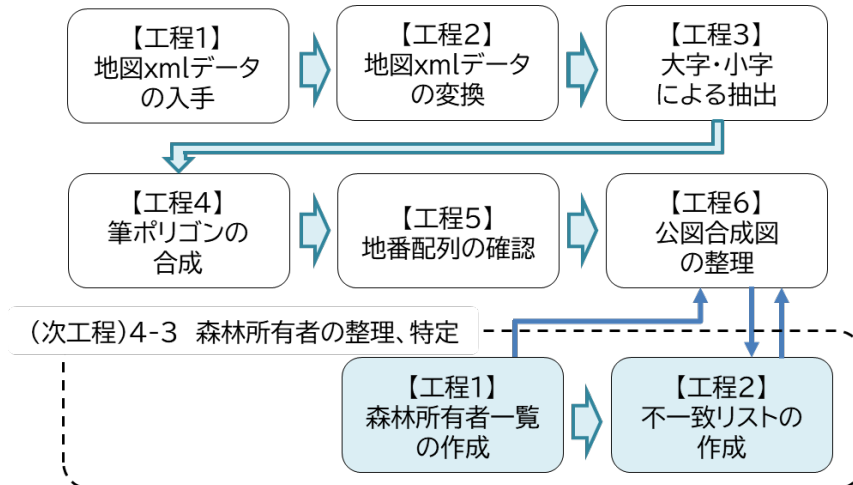 【工程1】
地図xmlデータ
の入手
【工程2】
地図xmlデータ
の変換
【工程3】
大字・小字
による抽出
【工程4】
筆ポリゴンの
合成
【工程5】
地番配列の確認
【工程6】
公図合成図
の整理
(次工程)4-3 森林所有者の整理、特定
【工程1】
森林所有者一覧
の作成
【工程2】
不一致リストの
作成